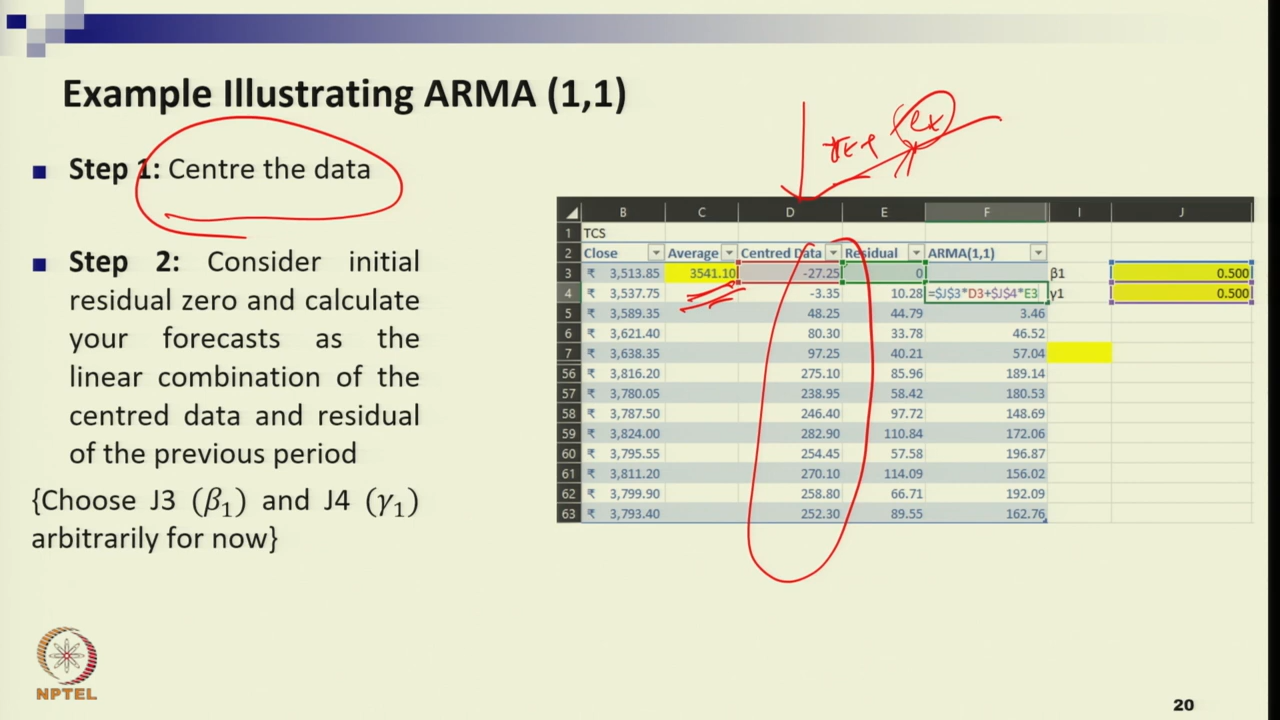 Example Illustrating ARMA (1,1)
Step 1: Centre the data
Step 2: Consider initial
residual zero and calculate
your forecasts as the
linear combination of the
centred data and residual
of the previous period
{Choose J3 (β₁) and J4 (γ₁)
arbitrarily for now}
B C D E F I J
1 TCS
2 Close Average Centred Data Residual ARMA(1,1)
3 ₹ 3,513.85 3541.10 -27.25 0 β1 0.500
4 ₹ 3,537.75 -3.35 10.28 =$J$3*D3+$J$4*E3 γ1 0.500
5 ₹ 3,589.35 48.25 44.79 3.46
6 ₹ 3,621.40 80.30 33.78 46.52
7 ₹ 3,638.35 97.25 40.21 57.04
56 ₹ 3,816.20 275.10 85.96 189.14
57 ₹ 3,780.05 238.95 58.42 180.53
58 ₹ 3,787.50 246.40 97.72 148.69
59 ₹ 3,824.00 282.90 110.84 172.06
60 ₹ 3,795.55 254.45 57.58 196.87
61 ₹ 3,811.20 270.10 114.09 156.02
62 ₹ 3,799.90 258.80 66.71 192.09
63 ₹ 3,793.40 252.30 89.55 162.76
NPTEL
20